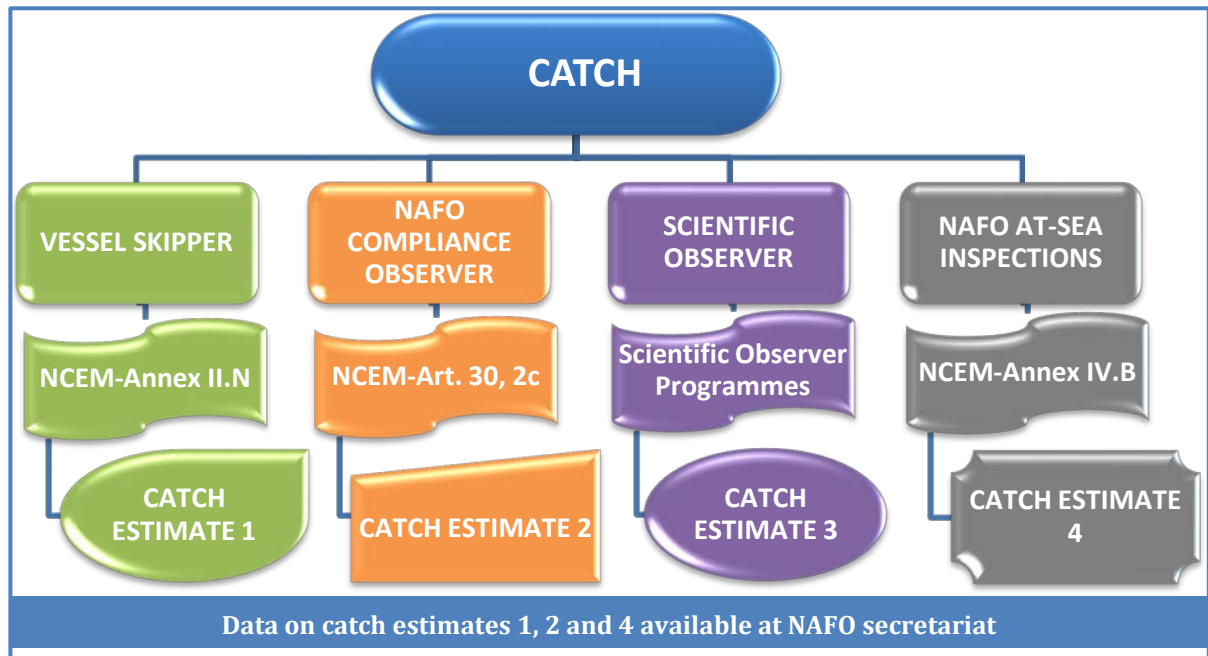 CATCH
VESSEL SKIPPER
NAFO
COMPLIANCE
OBSERVER
SCIENTIFIC
OBSERVER
NAFO AT-SEA
INSPECTIONS
NCEM-Annex II.N
NCEM-Art. 30, 2c
Scientific Observer
Programmes
NCEM-Annex IV.B
CATCH
ESTIMATE 1
CATCH ESTIMATE 2
CATCH
ESTIMATE 3
CATCH ESTIMATE
4
Data on catch estimates 1, 2 and 4 available at NAFO secretariat